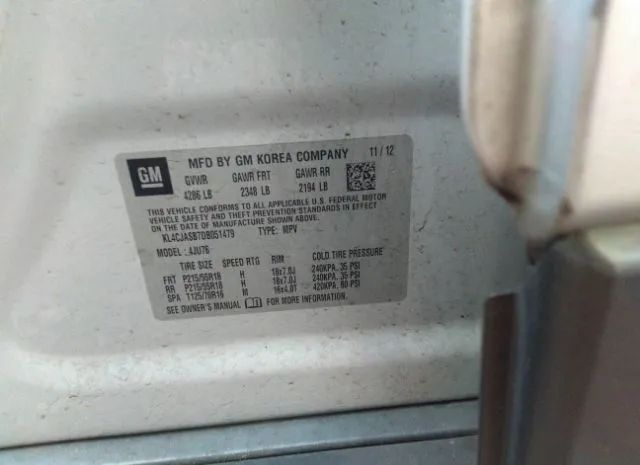 GM
MFD BY GM KOREA COMPANY 11/12
GVWR GAWR FRT GAWR RR
4286 LB 2348 LB 2194 LB
THIS VEHICLE CONFORMS TO ALL APPLICABLE U.S. FEDERAL MOTOR
VEHICLE SAFETY AND THEFT PREVENTION STANDARDS IN EFFECT
ON THE DATE OF MANUFACTURE SHOWN ABOVE.
KL4CJASB7DB051479 TYPE: MPV
MODEL: 4JU76
TIRE SIZE SPEED RTG RIM COLD TIRE PRESSURE
FRT P215/55R18 H 18x7.0J 240KPA, 35 PSI
RR P215/55R18 H 18x7.0J 240KPA, 35 PSI
SPA T125/70R16 M 16x4.0T 420KPA, 60 PSI
SEE OWNER'S MANUAL FOR MORE INFORMATION.